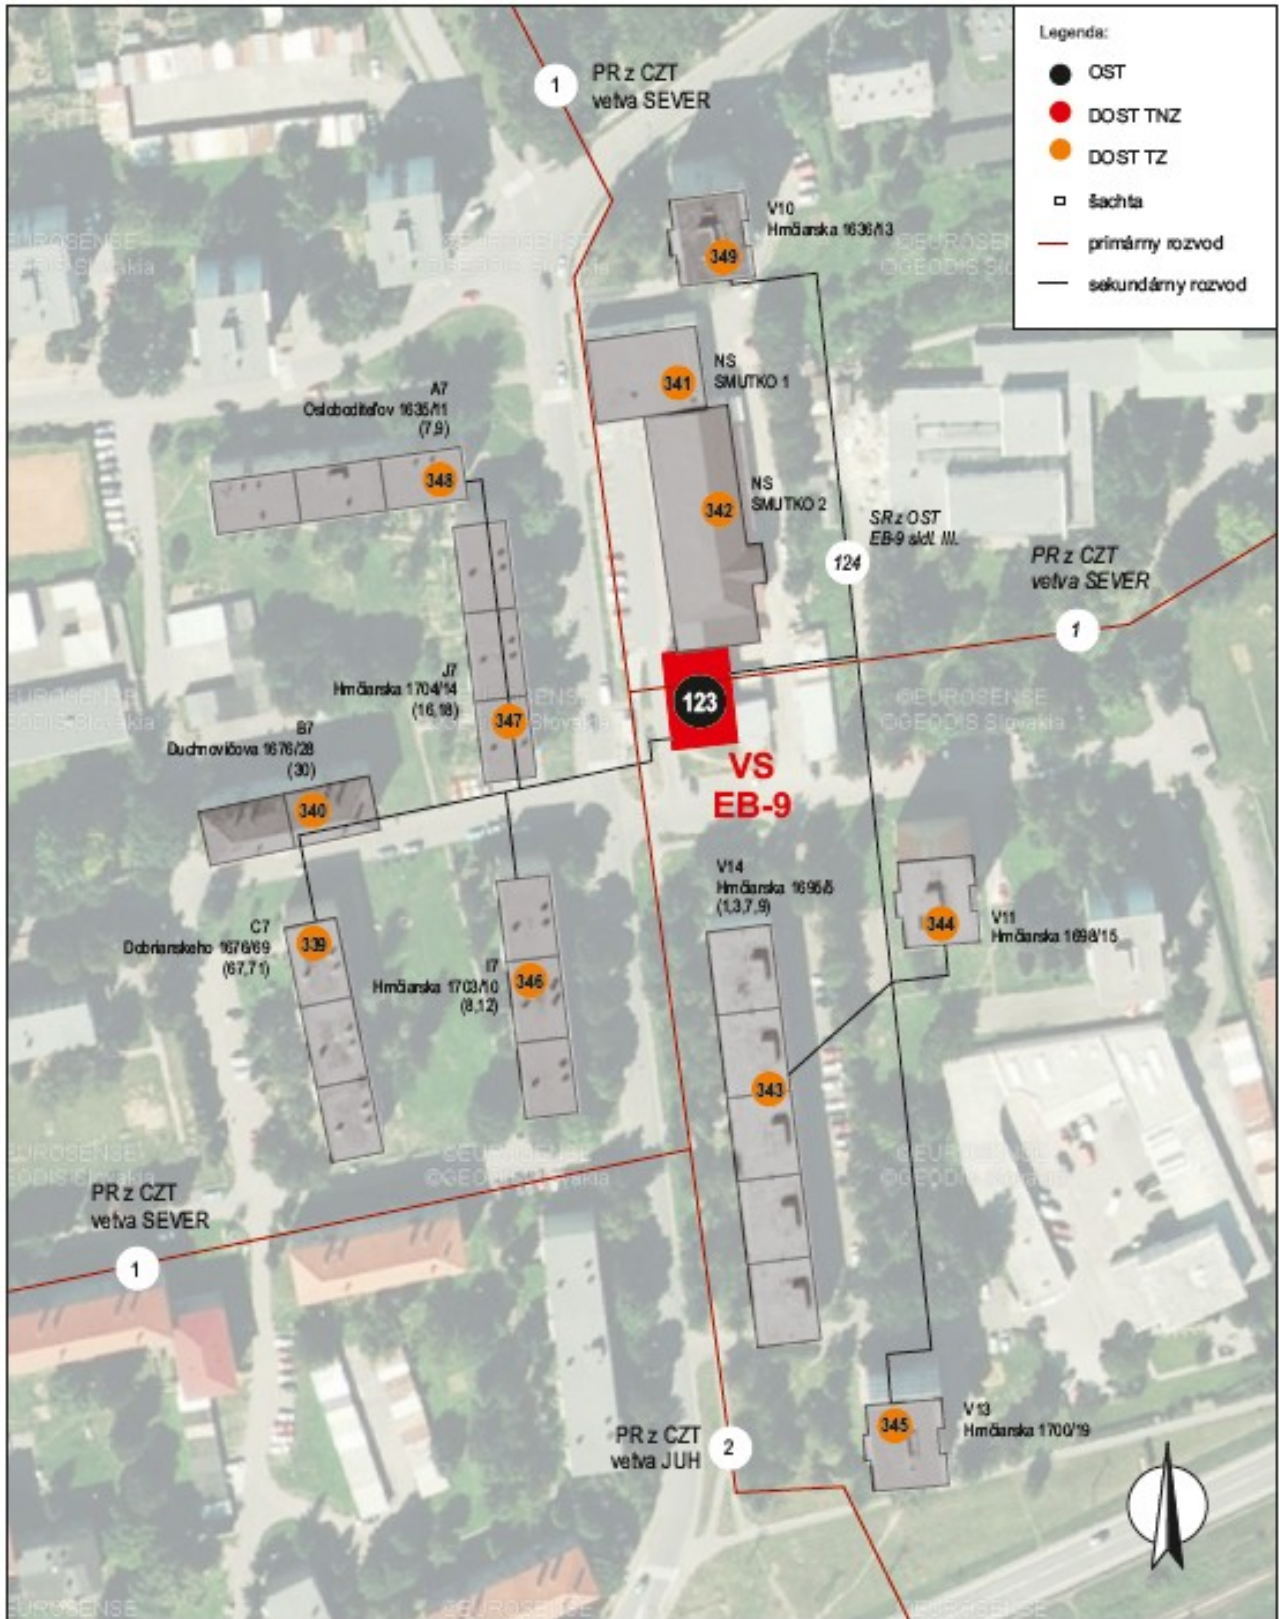 Legenda:
OST
DOST TNZ
DOST TZ
šachta
primárny rozvod
sekundárny rozvod
1
PR z CZT
vetva SEVER
V10
Hrnčiarska 1636/13
349
NS
SMUTKO 1
341
A7
Osloboditeľov 1635/11
(7,9)
348
NS
SMUTKO 2
342
SR z OST
EB-9 sídl. III.
124
PR z CZT
vetva SEVER
1
J7
Hrnčiarska 1704/14
(16,18)
347
123
VS
EB-9
B7
Duchnovičova 1676/28
(30)
340
V14
Hrnčiarska 1695/5
(1,3,7,9)
344
V11
Hrnčiarska 1698/15
C7
Dobrianskeho 1676/69
(67,71)
339
I7
Hrnčiarska 1703/10
(8,12)
346
343
PR z CZT
vetva SEVER
1
345
V13
Hrnčiarska 1700/19
PR z CZT
vetva JUH
2
©EUROSENSE
©GEODIS Slovakia